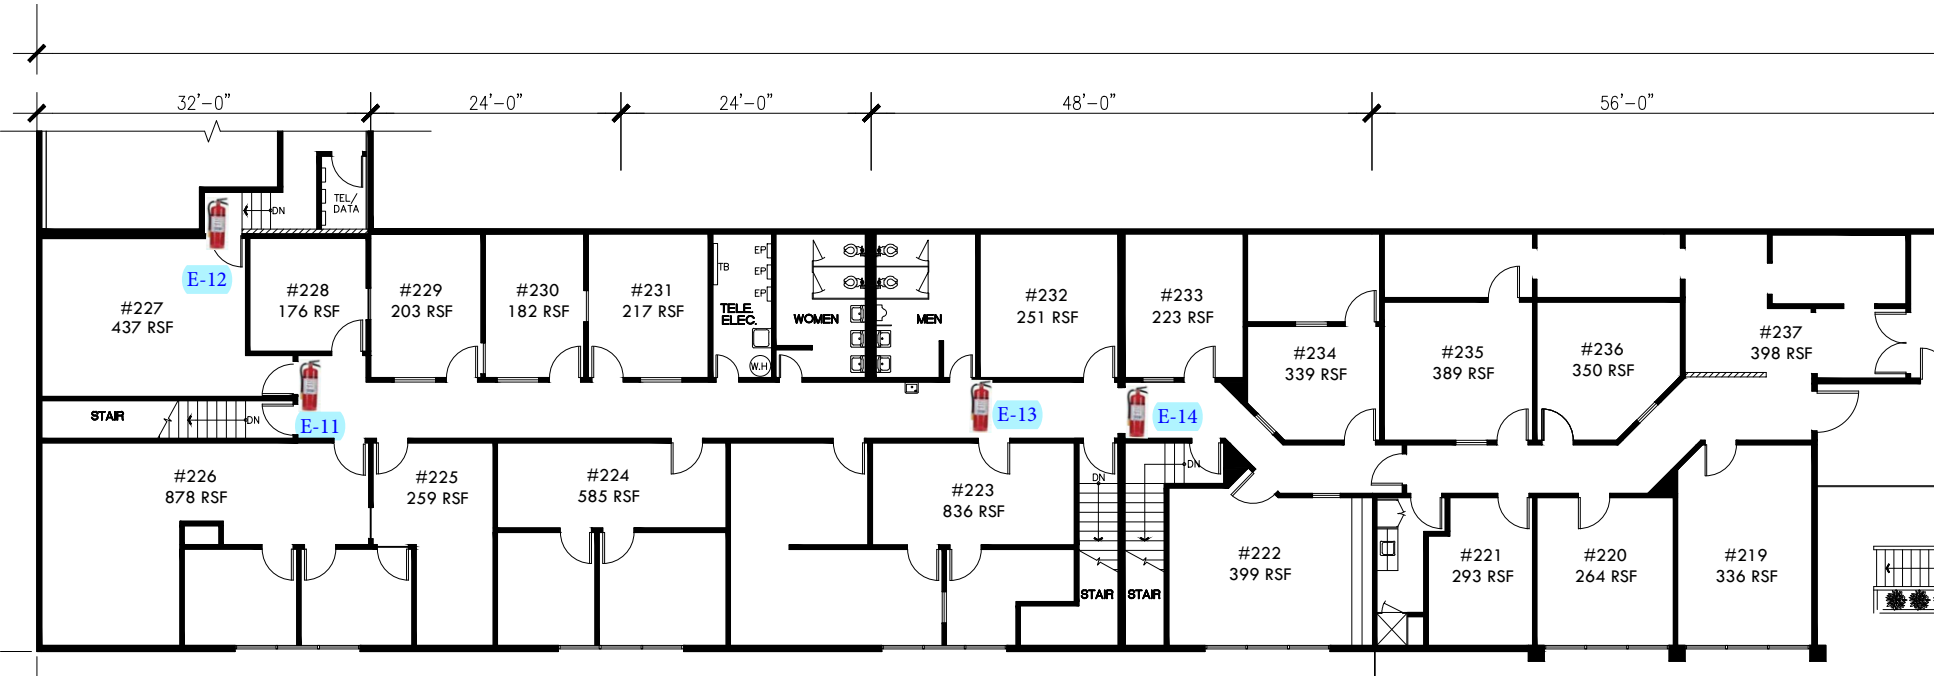 32'-0"
24'-0"
24'-0"
48'-0"
56'-0"
TEL/
DATA
DN
E-12
#227
437 RSF
#228
176 RSF
#229
203 RSF
#230
182 RSF
#231
217 RSF
TB
EP
EP
EP
TELE.
ELEC.
W.H
WOMEN
MEN
#232
251 RSF
#233
223 RSF
#234
339 RSF
#235
389 RSF
#236
350 RSF
#237
398 RSF
STAIR
DN
E-11
E-13
E-14
#226
878 RSF
#225
259 RSF
#224
585 RSF
#223
836 RSF
DN
STAIR
DN
STAIR
#222
399 RSF
#221
293 RSF
#220
264 RSF
#219
336 RSF